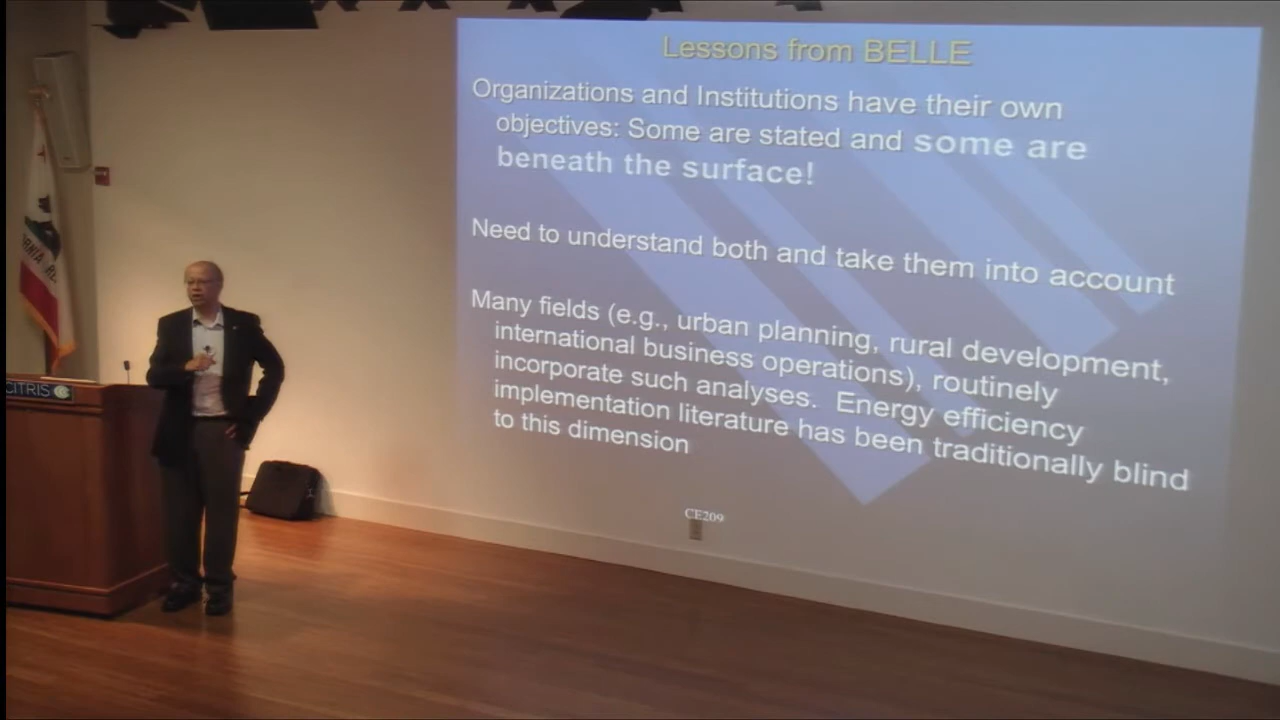 Lessons from BELLE
Organizations and Institutions have their own
objectives: Some are stated and some are
beneath the surface!
Need to understand both and take them into account
Many fields (e.g., urban planning, rural development,
international business operations), routinely
incorporate such analyses. Energy efficiency
implementation literature has been traditionally blind
to this dimension
CE209
CITRIS